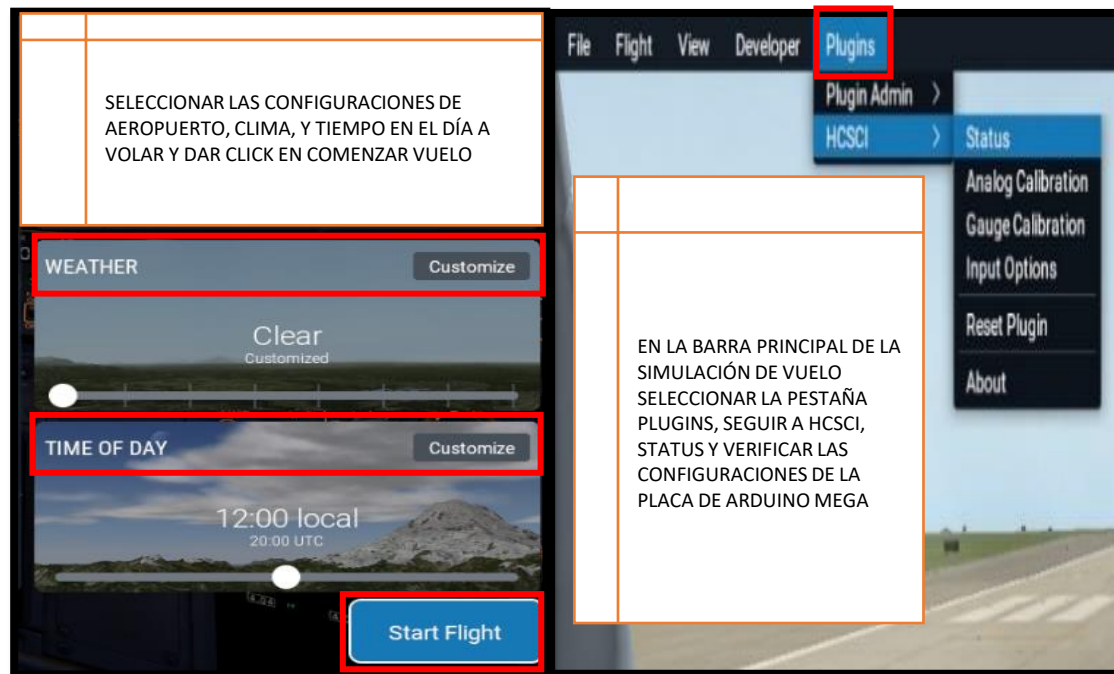 SELECCIONAR LAS CONFIGURACIONES DE
AEROPUERTO, CLIMA, Y TIEMPO EN EL DÍA A
VOLAR Y DAR CLICK EN COMENZAR VUELO
WEATHER
Customize
Clear
Customized
TIME OF DAY
Customize
12:00 local
20:00 UTC
Start Flight
File Flight View Developer Plugins
Plugin Admin >
HCSCI >
Status
Analog Calibration
Gauge Calibration
Input Options
Reset Plugin
About
EN LA BARRA PRINCIPAL DE LA
SIMULACIÓN DE VUELO
SELECCIONAR LA PESTAÑA
PLUGINS, SEGUIR A HCSCI,
STATUS Y VERIFICAR LAS
CONFIGURACIONES DE LA
PLACA DE ARDUINO MEGA